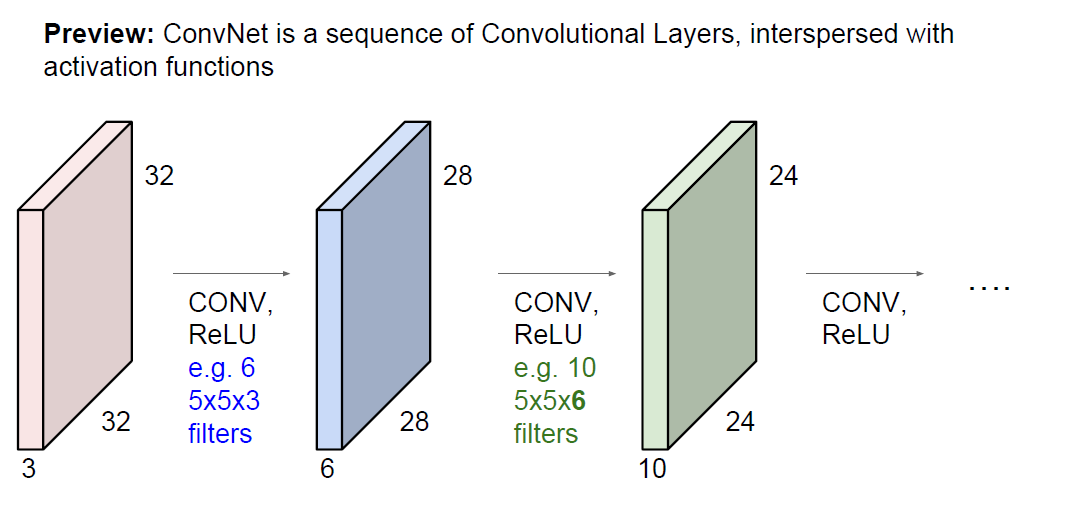 Preview: ConvNet is a sequence of Convolutional Layers, interspersed with
activation functions
32
32
3
CONV,
ReLU
e.g. 6
5x5x3
filters
28
28
6
CONV,
ReLU
e.g. 10
5x5x6
filters
24
24
10
CONV,
ReLU
....